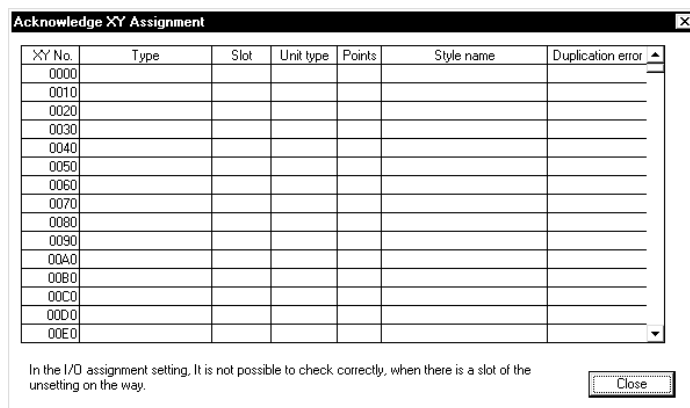 Acknowledge XY Assignment
XY No. Type Slot Unit type Points Style name Duplication error
0000
0010
0020
0030
0040
0050
0060
0070
0080
0090
00A0
00B0
00C0
00D0
00E0
In the I/O assignment setting, It is not possible to check correctly, when there is a slot of the
unsetting on the way.
Close